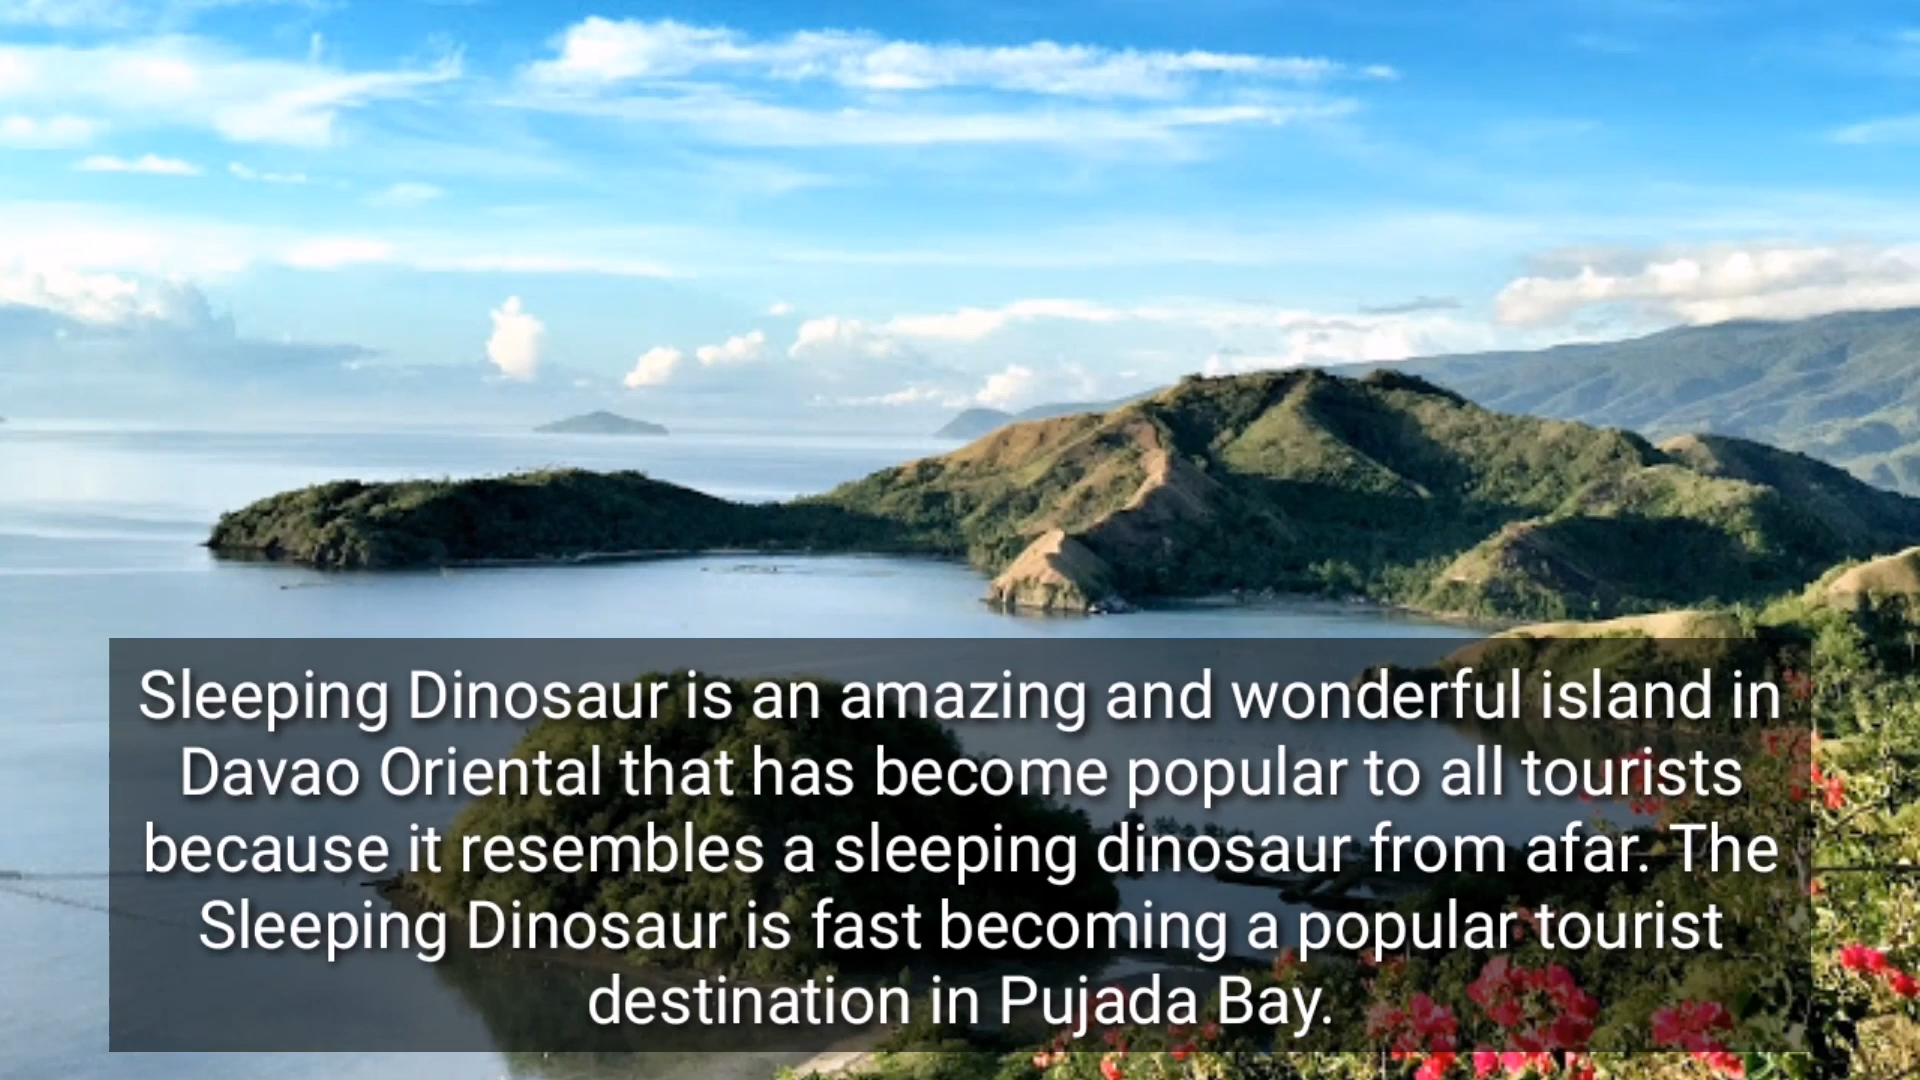 Sleeping Dinosaur is an amazing and wonderful island in
Davao Oriental that has become popular to all tourists
because it resembles a sleeping dinosaur from afar. The
Sleeping Dinosaur is fast becoming a popular tourist
destination in Pujada Bay.